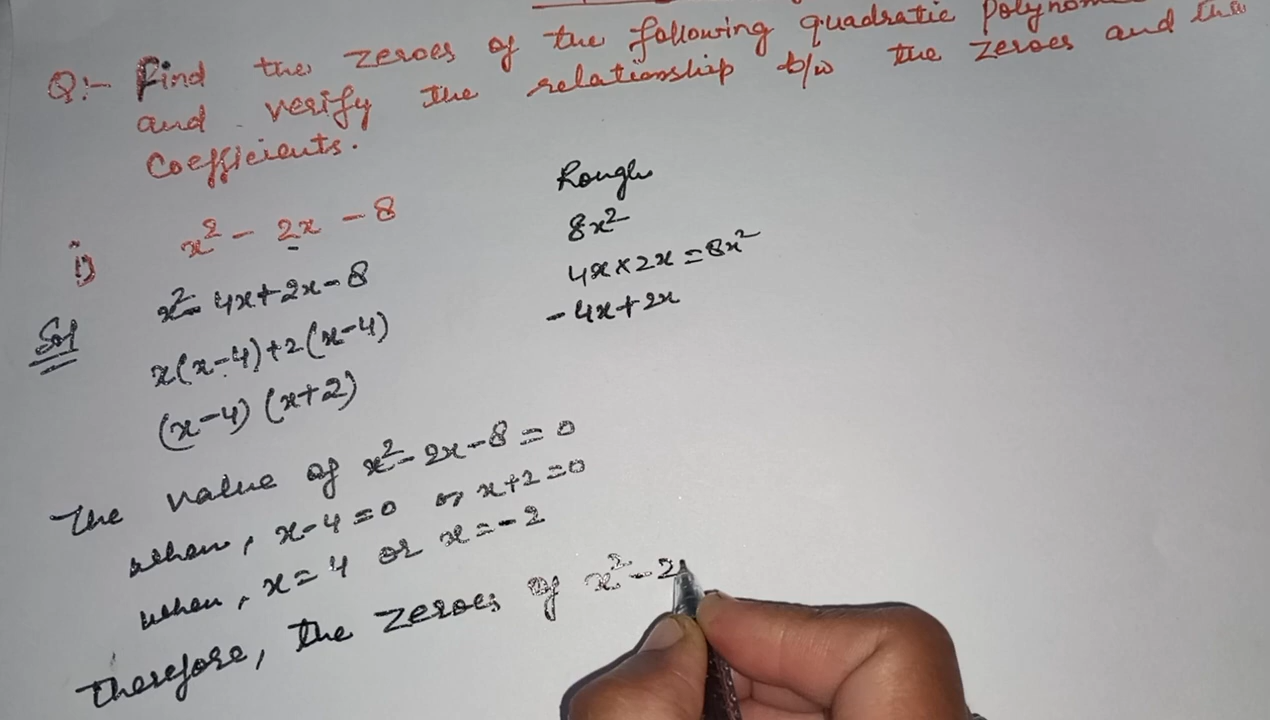 Q:- Find the zeroes of the following quadratic Polynom
and verify the relationship b/w the zeroes and the
Coefficients.
i) x² - 2x - 8
Sol x² - 4x + 2x - 8
x(x-4)+2(x-4)
(x-4) (x+2)
Rough
8x²
4x × 2x = 8x²
- 4x + 2x
The value of x² - 2x - 8 = 0
when, x-4=0 or x+2=0
when, x = 4 or x = -2
Therefore, the zeroes of x² - 2